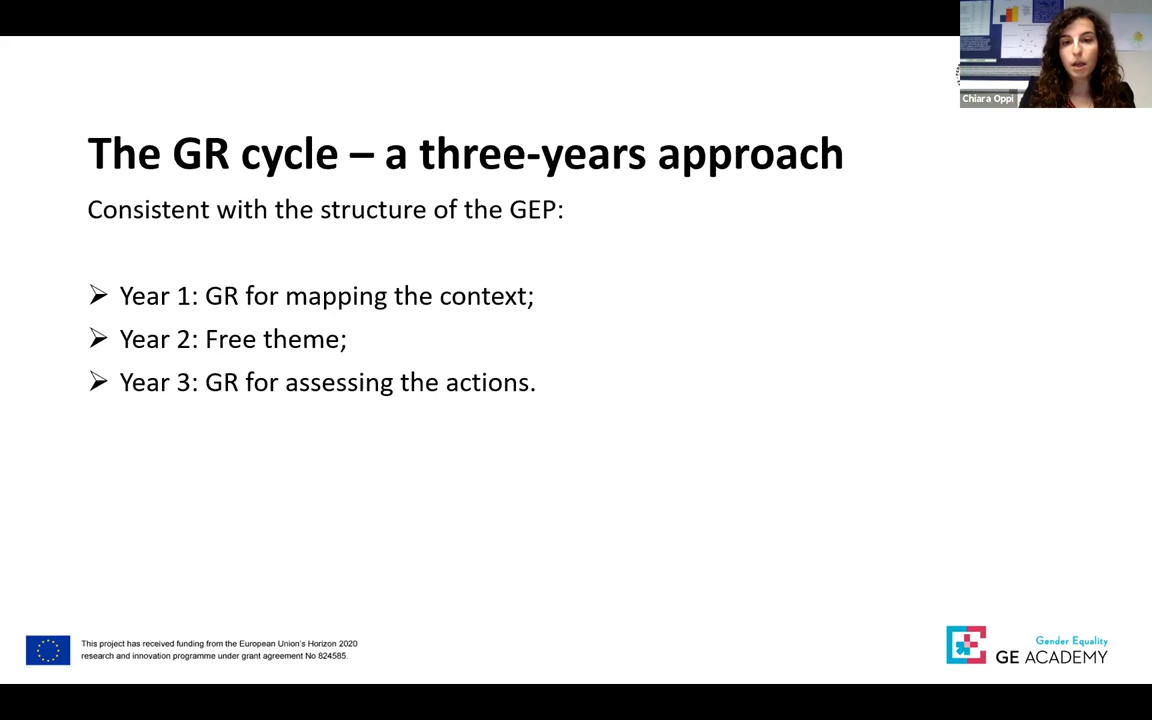 Chiara Oppi
The GR cycle – a three-years approach
Consistent with the structure of the GEP:
Year 1: GR for mapping the context;
Year 2: Free theme;
Year 3: GR for assessing the actions.
This project has received funding from the European Union's Horizon 2020
research and innovation programme under grant agreement No 824585.
Gender Equality
GE ACADEMY